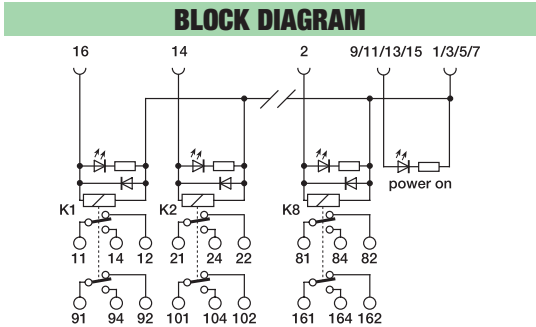 BLOCK DIAGRAM
16 14 2 9/11/13/15 1/3/5/7
power on
K1 K2 K8
11 14 12 21 24 22 81 84 82
91 94 92 101 104 102 161 164 162